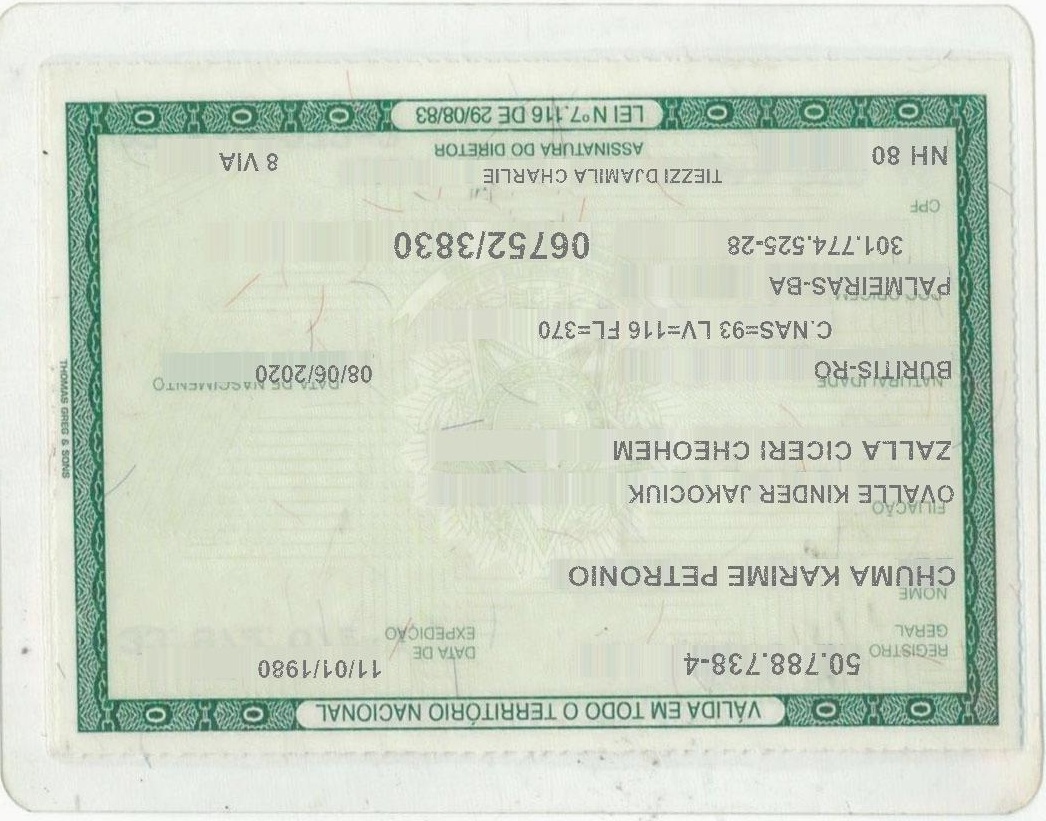 VÁLIDA EM TODO O TERRITÓRIO NACIONAL
REGISTRO GERAL 50.788.738-4 DATA DE EXPEDIÇÃO 11/01/1980
NOME
CHUMA KARIME PETRONIO
FILIAÇÃO
OVALLE KINDER JAKOCIUK
ZALLA CICERI CHEOHEM
NATURALIDADE DATA DE NASCIMENTO
BURITIS-RO 08/06/2020
C.NAS=93 LV=116 FL=370
DOC ORIGEM
PALMEIRAS-BA
301.774.525-28 06752/3830
CPF
TIEZZI DJAMILA CHARLIE
NH 80 ASSINATURA DO DIRETOR 8 VIA
LEI Nº 7.116 DE 29/08/83
THOMAS GREG & SONS